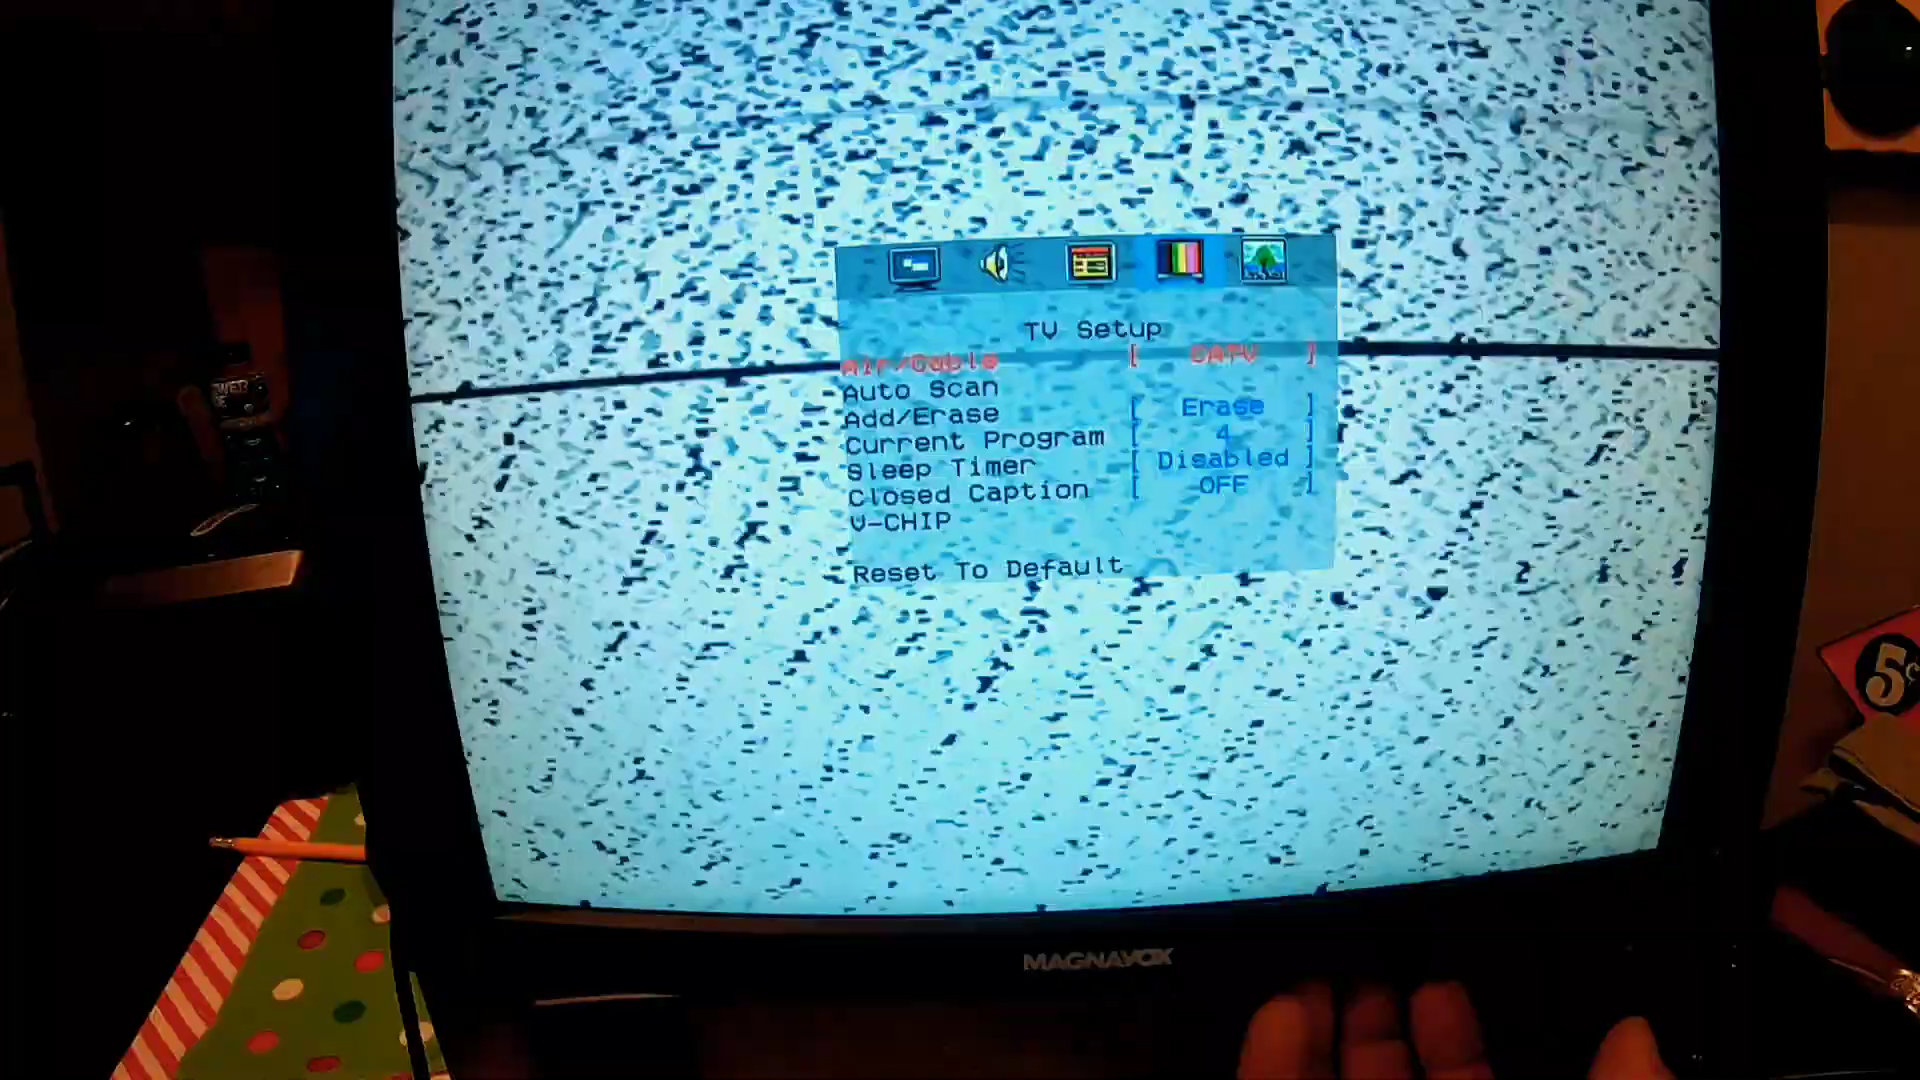 TV Setup
Air/Cable [ CATV ]
Auto Scan
Add/Erase [ Erase ]
Current Program [ 4 ]
Sleep Timer [ Disabled ]
Closed Caption [ OFF ]
V-CHIP
Reset To Default
MAGNAVOX
5¢